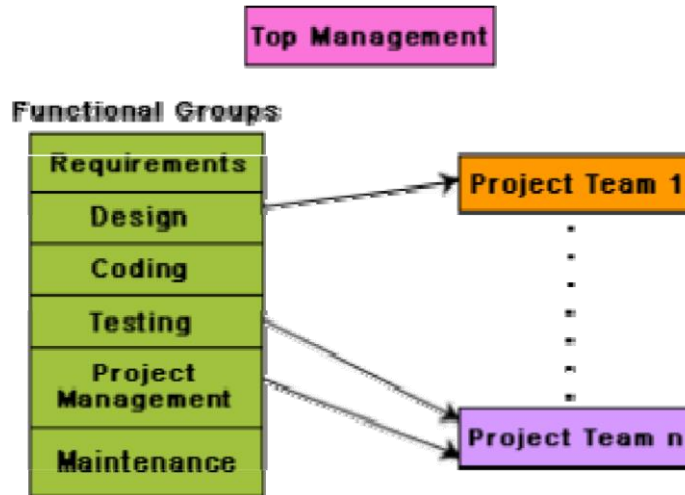 Top Management
Functional Groups
Requirements
Design
Coding
Testing
Project
Management
Maintenance
Project Team 1
Project Team n